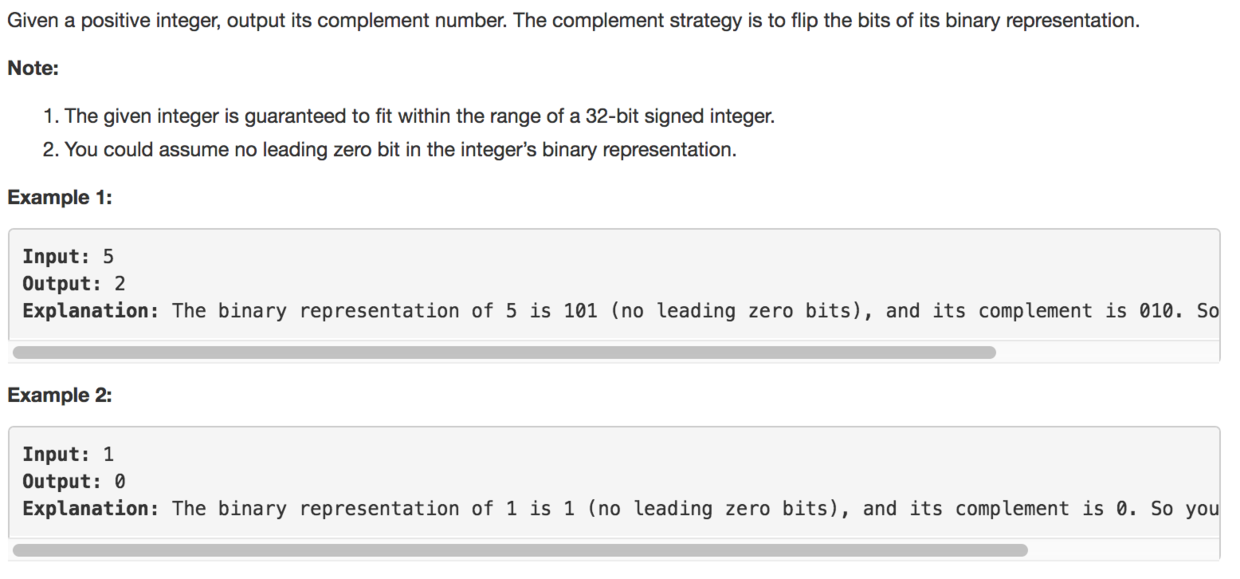 Given a positive integer, output its complement number. The complement strategy is to flip the bits of its binary representation.
Note:
1. The given integer is guaranteed to fit within the range of a 32-bit signed integer.
2. You could assume no leading zero bit in the integer’s binary representation.
Example 1:
Input: 5
Output: 2
Explanation: The binary representation of 5 is 101 (no leading zero bits), and its complement is 010. So
Example 2:
Input: 1
Output: 0
Explanation: The binary representation of 1 is 1 (no leading zero bits), and its complement is 0. So you